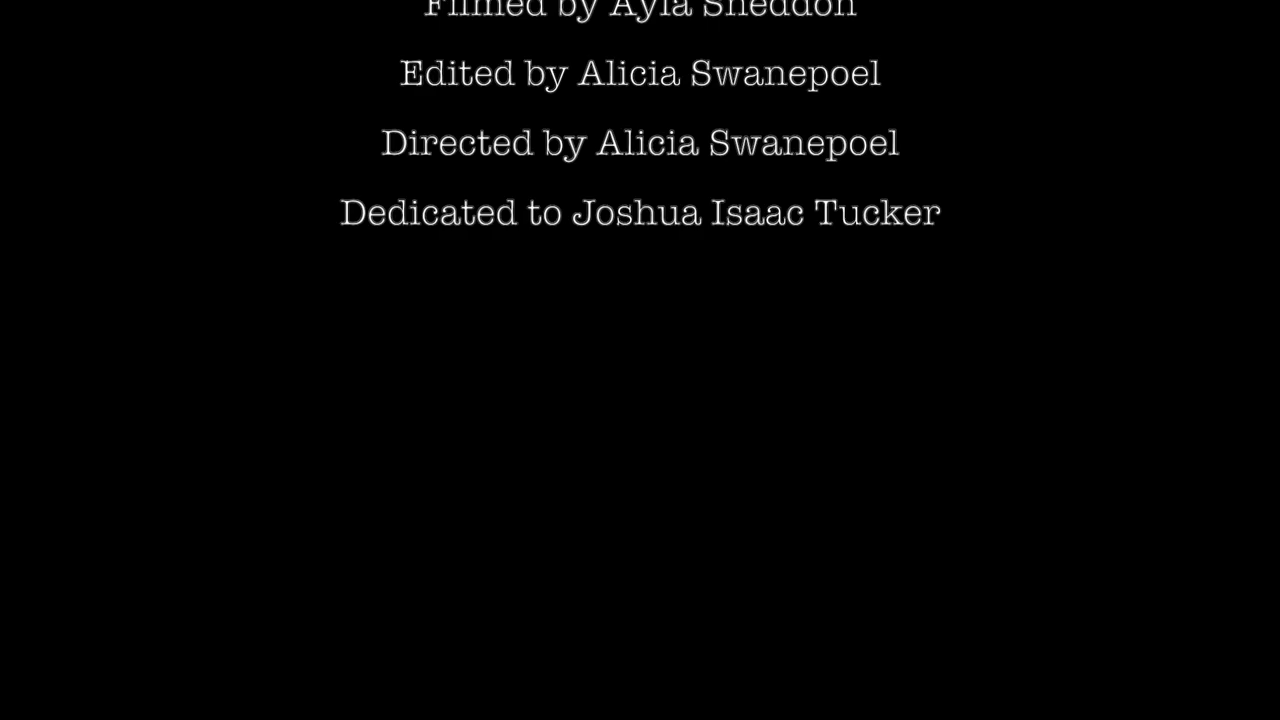 Filmed by Ayla Sheddon
Edited by Alicia Swanepoel
Directed by Alicia Swanepoel
Dedicated to Joshua Isaac Tucker